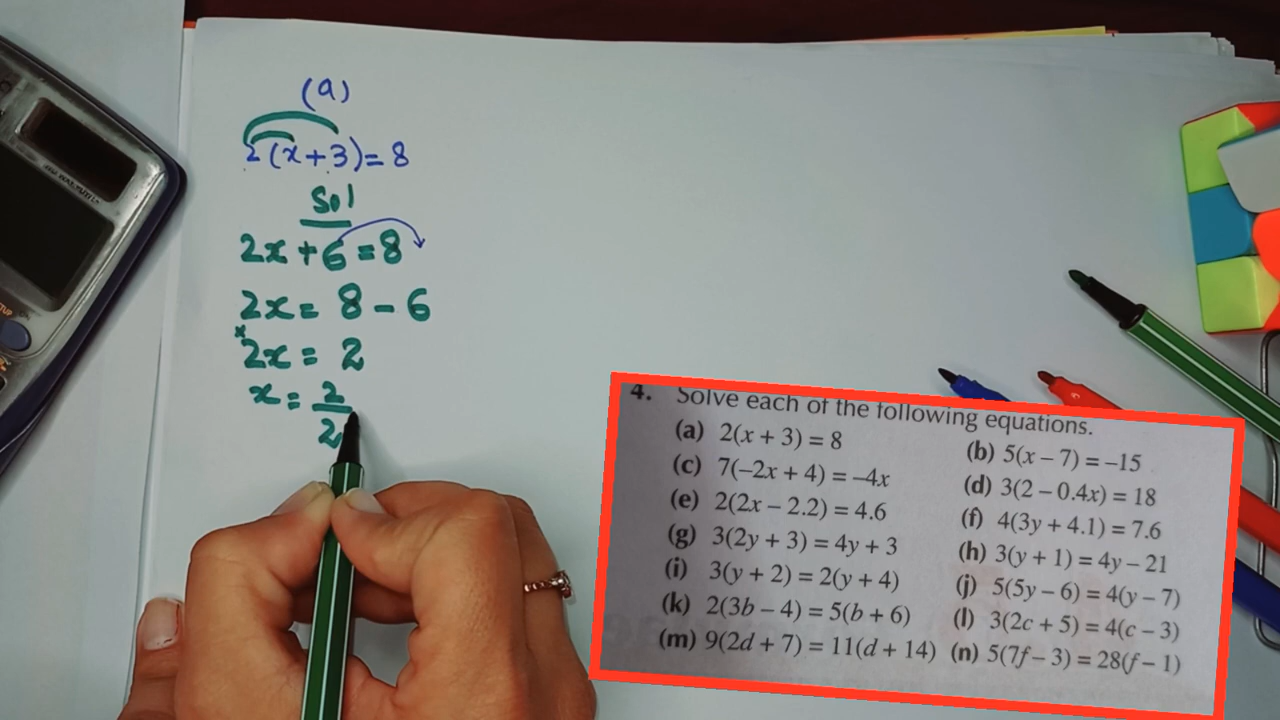 (a)
2(x+3)=8
Sol
2x+6=8
2x=8-6
2x=2
x=2/2
4. Solve each of the following equations.
(a) 2(x + 3) = 8
(b) 5(x – 7) = –15
(c) 7(–2x + 4) = –4x
(d) 3(2 – 0.4x) = 18
(e) 2(2x – 2.2) = 4.6
(f) 4(3y + 4.1) = 7.6
(g) 3(2y + 3) = 4y + 3
(h) 3(y + 1) = 4y – 21
(i) 3(y + 2) = 2(y + 4)
(j) 5(5y – 6) = 4(y – 7)
(k) 2(3b – 4) = 5(b + 6)
(l) 3(2c + 5) = 4(c – 3)
(m) 9(2d + 7) = 11(d + 14)
(n) 5(7f – 3) = 28(f – 1)